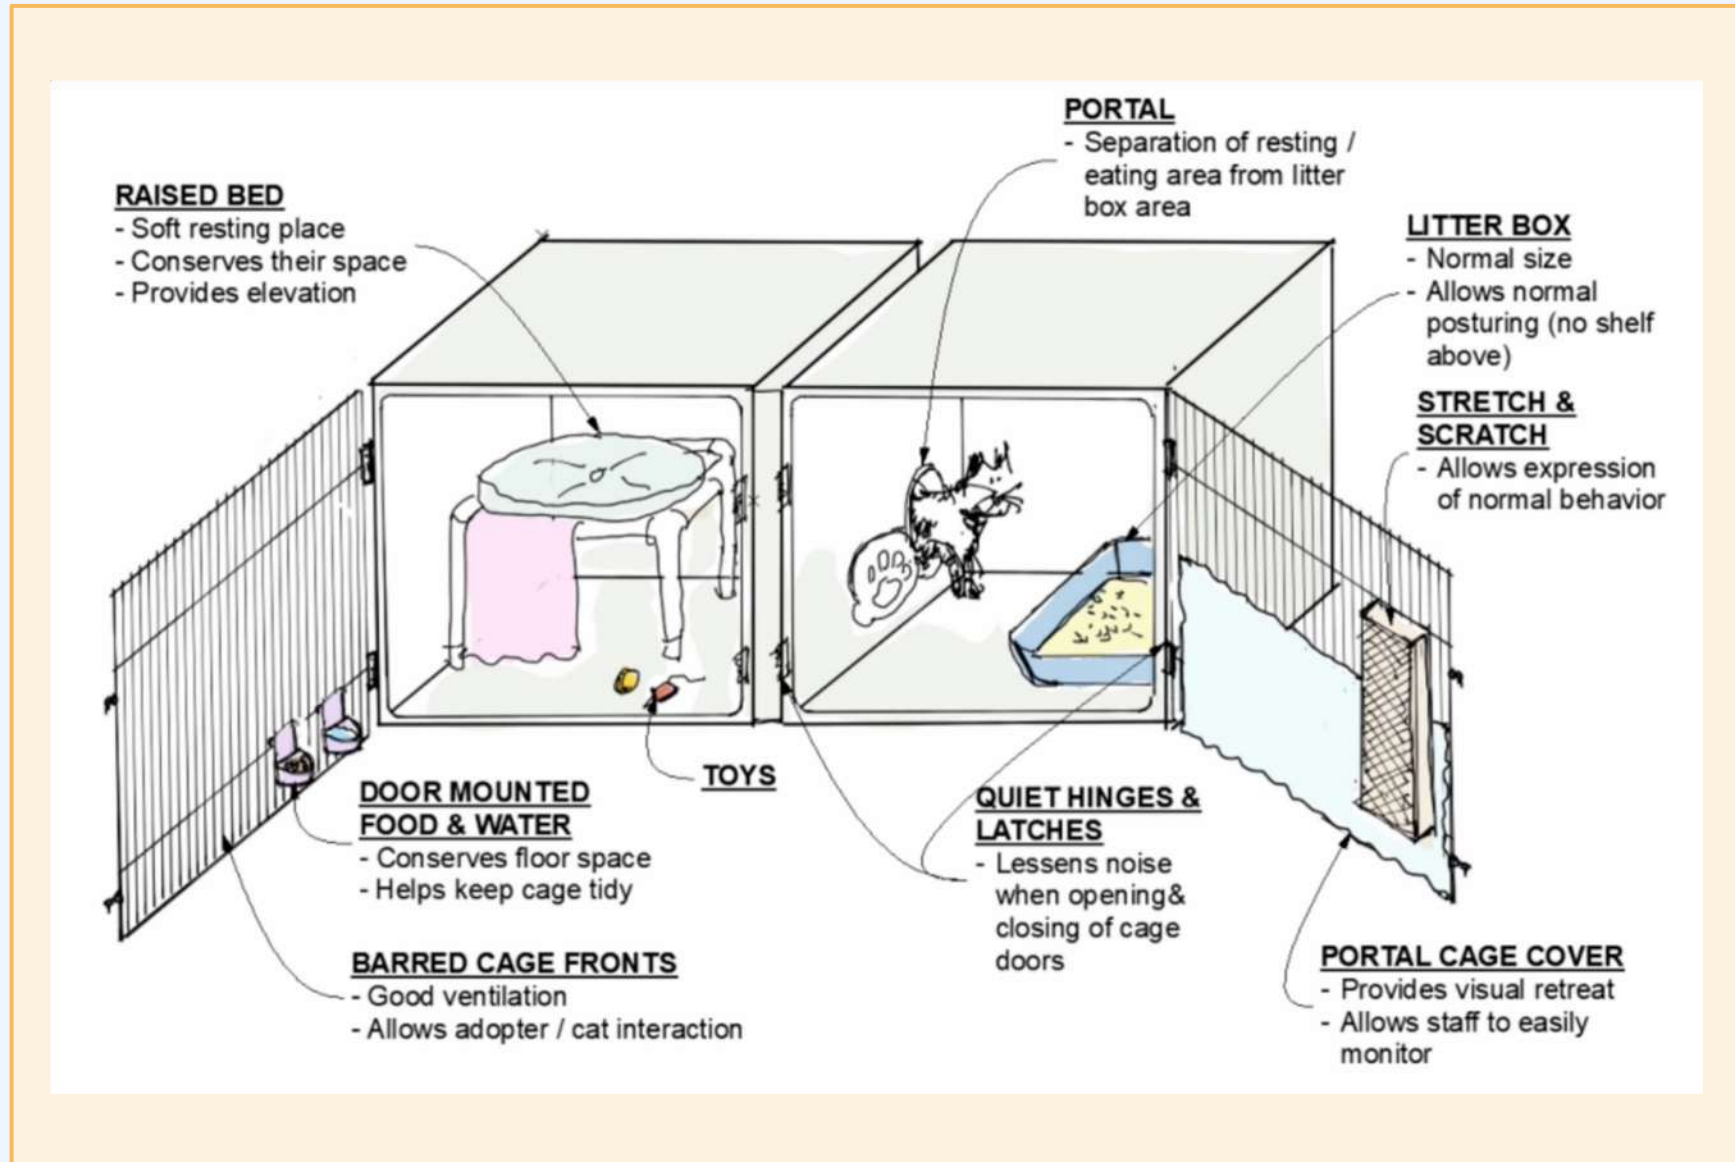 PORTAL
- Separation of resting /
eating area from litter
box area
RAISED BED
- Soft resting place
- Conserves their space
- Provides elevation
LITTER BOX
- Normal size
- Allows normal
posturing (no shelf
above)
STRETCH &
SCRATCH
- Allows expression
of normal behavior
TOYS
DOOR MOUNTED
FOOD & WATER
- Conserves floor space
- Helps keep cage tidy
QUIET HINGES &
LATCHES
- Lessens noise
when opening&
closing of cage
doors
BARRED CAGE FRONTS
- Good ventilation
- Allows adopter / cat interaction
PORTAL CAGE COVER
- Provides visual retreat
- Allows staff to easily
monitor